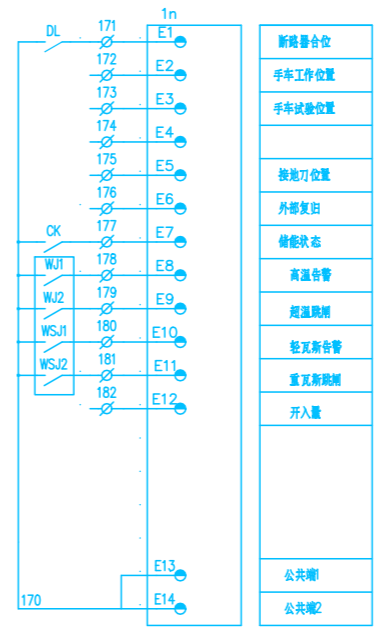 1n
DL 171 E1 断路器合位
172 E2 手车工作位置
173 E3 手车试验位置
174 E4
175 E5 接地刀位置
176 E6 外部复归
CK 177 E7 储能状态
WJ1 178 E8 高温告警
WJ2 179 E9 超温跳闸
WSJ1 180 E10 轻瓦斯告警
WSJ2 181 E11 重瓦斯跳闸
182 E12 开入量
E13 公共端1
170 E14 公共端2